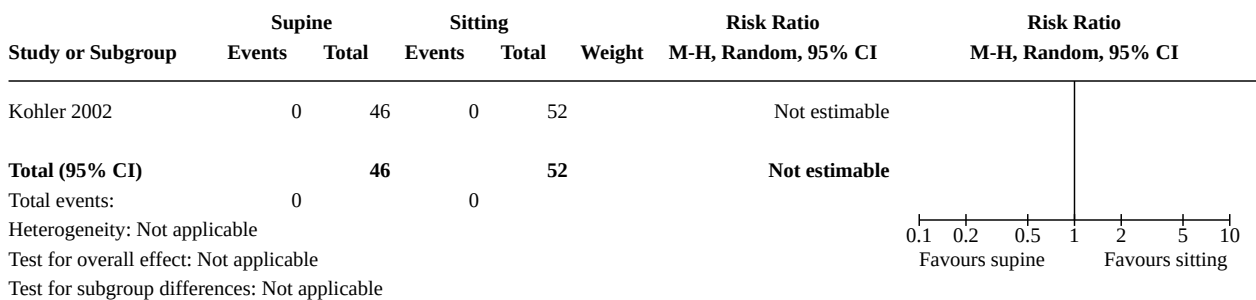 Supine Sitting Risk Ratio Risk Ratio
Study or Subgroup Events Total Events Total Weight M-H, Random, 95% CI M-H, Random, 95% CI
Kohler 2002 0 46 0 52 Not estimable
Total (95% CI) 46 52 Not estimable
Total events: 0 0
Heterogeneity: Not applicable
0.1 0.2 0.5 1 2 5 10
Test for overall effect: Not applicable Favours supine Favours sitting
Test for subgroup differences: Not applicable